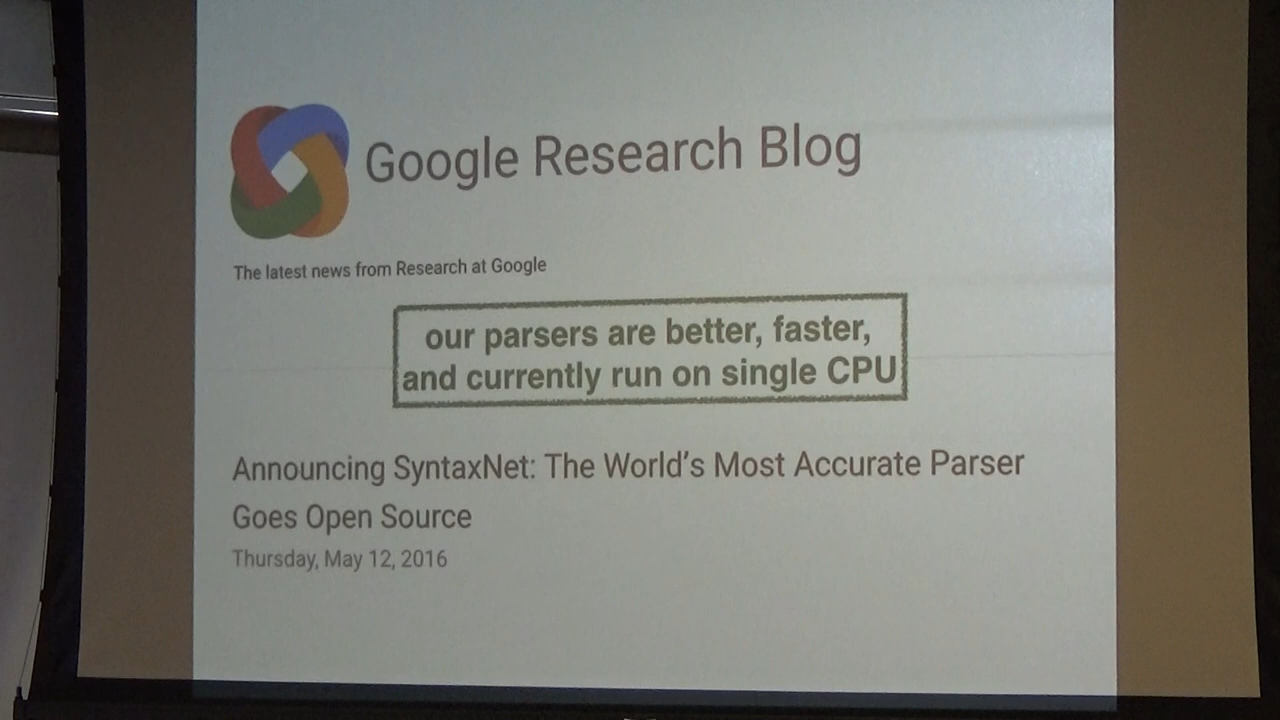 Google Research Blog
The latest news from Research at Google
our parsers are better, faster,
and currently run on single CPU
Announcing SyntaxNet: The World's Most Accurate Parser
Goes Open Source
Thursday, May 12, 2016